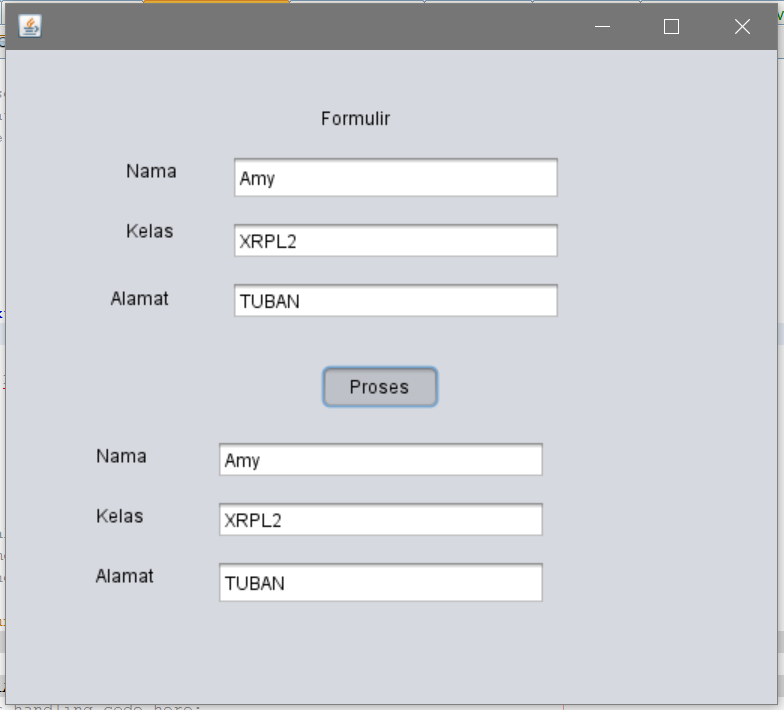 Formulir
Nama Amy
Kelas XRPL2
Alamat TUBAN
Proses
Nama Amy
Kelas XRPL2
Alamat TUBAN
handling code here: